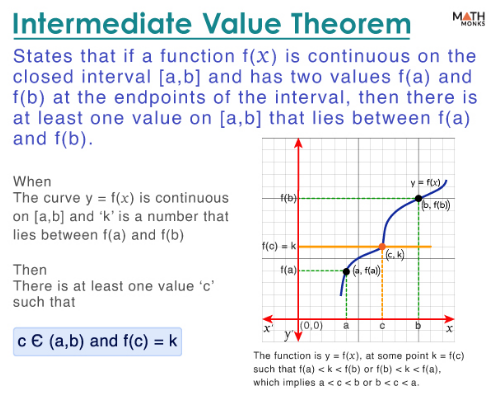 Intermediate Value Theorem
MATH
MONKS
States that if a function f(x) is continuous on the
closed interval [a,b] and has two values f(a) and
f(b) at the endpoints of the interval, then there is
at least one value on [a,b] that lies between f(a)
and f(b).
When
The curve y = f(x) is continuous
on [a,b] and ‘k’ is a number that
lies between f(a) and f(b)
Then
There is at least one value ‘c’
such that
c Є (a,b) and f(c) = k
y = f(x)
f(b)
(b, f(b))
f(c) = k
(c, k)
f(a)
(a, f(a))
x'
(0,0)
a
c
b
x
y'
The function is y = f(x), at some point k = f(c)
such that f(a) < k < f(b) or f(b) < k < f(a),
which implies a < c < b or b < c < a.